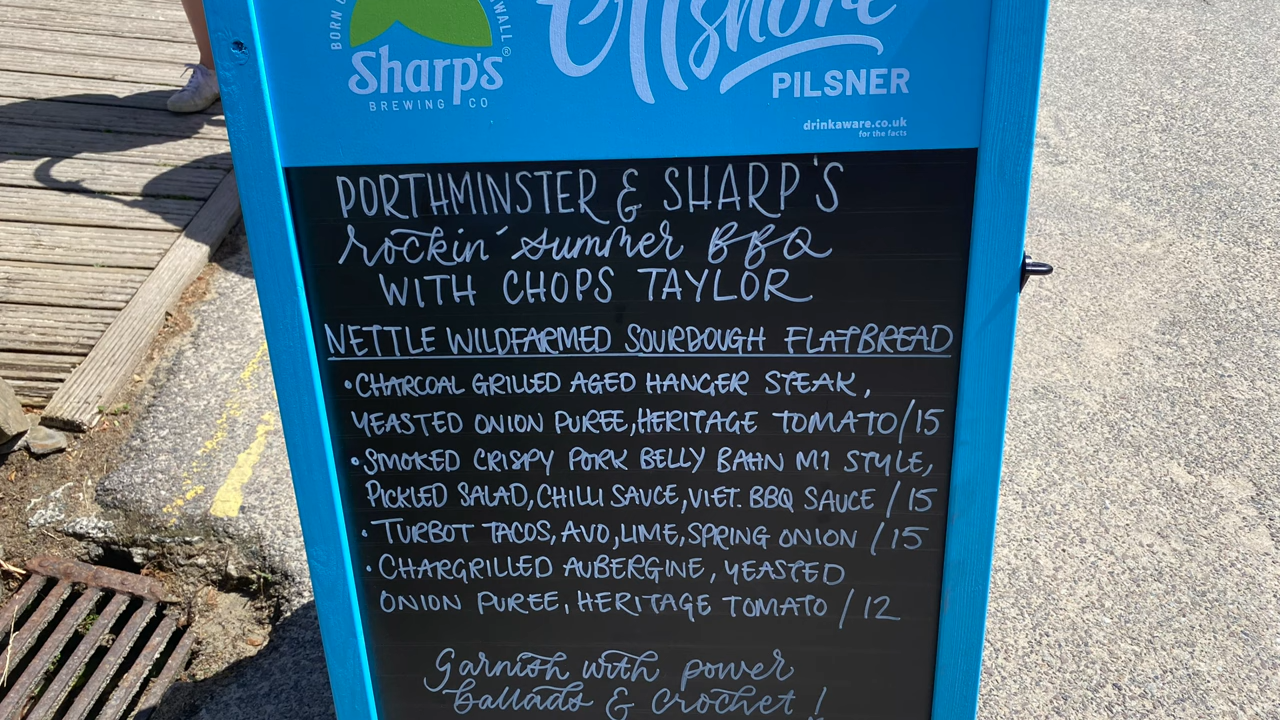 BORN
WALL®
Sharp's
BREWING CO
Offshore
PILSNER
drinkaware.co.uk
for the facts
PORTHMINSTER & SHARP'S
rockin' summer BBQ
WITH CHOPS TAYLOR
NETTLE WILDFARMED SOURDOUGH FLATBREAD
•CHARCOAL GRILLED AGED HANGER STEAK,
YEASTED ONION PUREE, HERITAGE TOMATO/15
•SMOKED CRISPY PORK BELLY BAHN MI STYLE,
PICKLED SALAD, CHILLI SAUCE, VIET. BBQ SAUCE / 15
• TURBOT TACOS, AVO, LIME, SPRING ONION / 15
• CHARGRILLED AUBERGINE, YEASTED
ONION PUREE, HERITAGE TOMATO / 12
Garnish with power
ballads & Crochet!